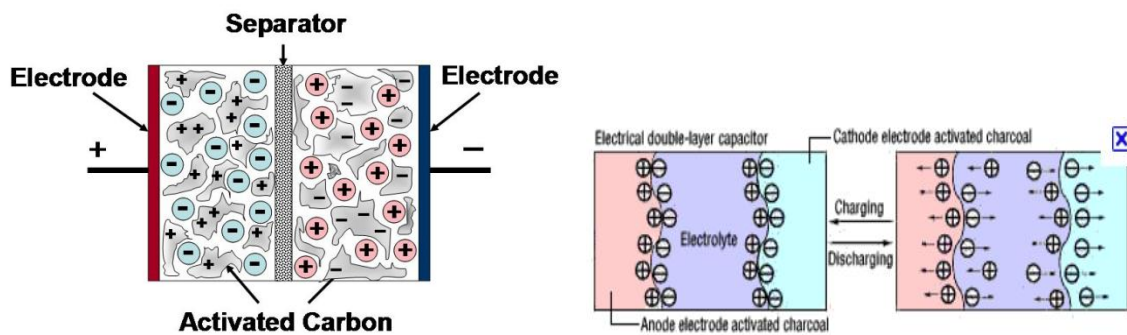 Separator
Electrode
Electrode
+
−
Activated Carbon
Electrical double-layer capacitor
Cathode electrode activated charcoal
X
Charging
Electrolyte
Discharging
Anode electrode activated charcoal